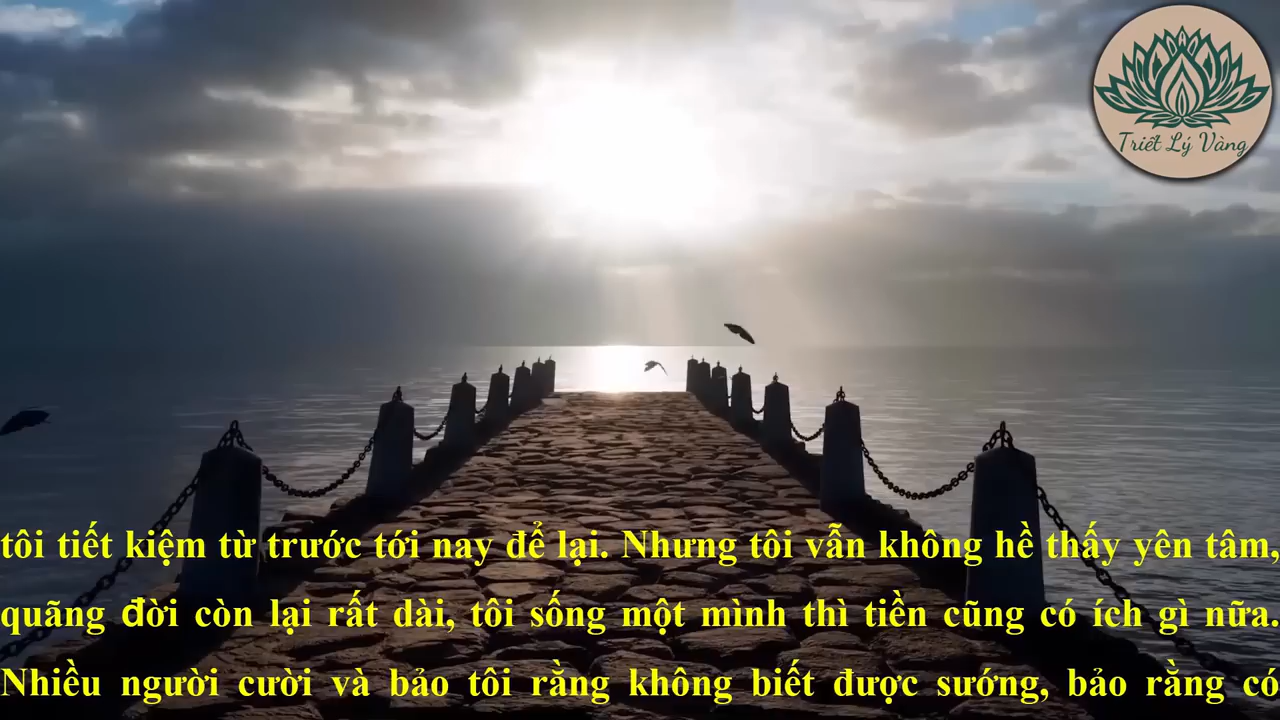 Triết Lý Vàng
tôi tiết kiệm từ trước tới nay để lại. Nhưng tôi vẫn không hề thấy yên tâm,
quãng đời còn lại rất dài, tôi sống một mình thì tiền cũng có ích gì nữa.
Nhiều người cười và bảo tôi rằng không biết được sướng, bảo rằng có